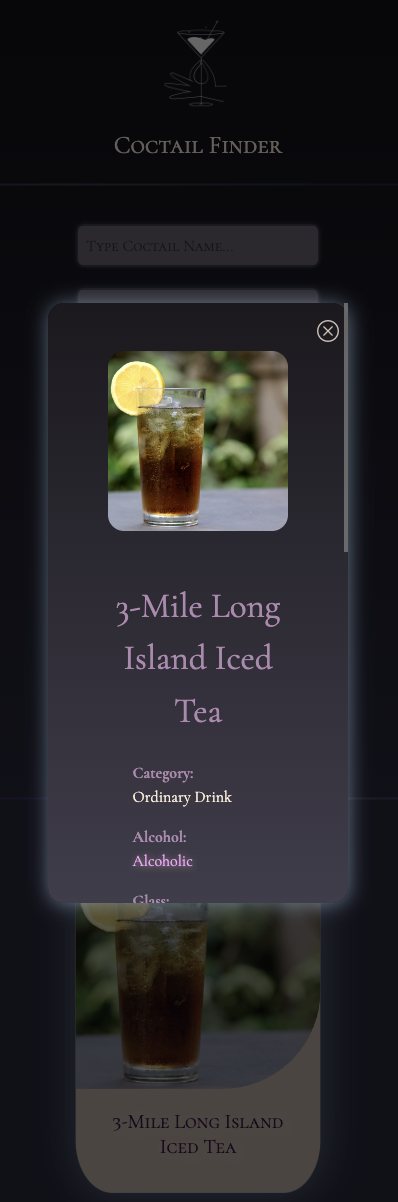 Coctail Finder
Type Coctail Name...
3-Mile Long
Island Iced
Tea
Category:
Ordinary Drink
Alcohol:
Alcoholic
Glass:
3-Mile Long Island
Iced Tea